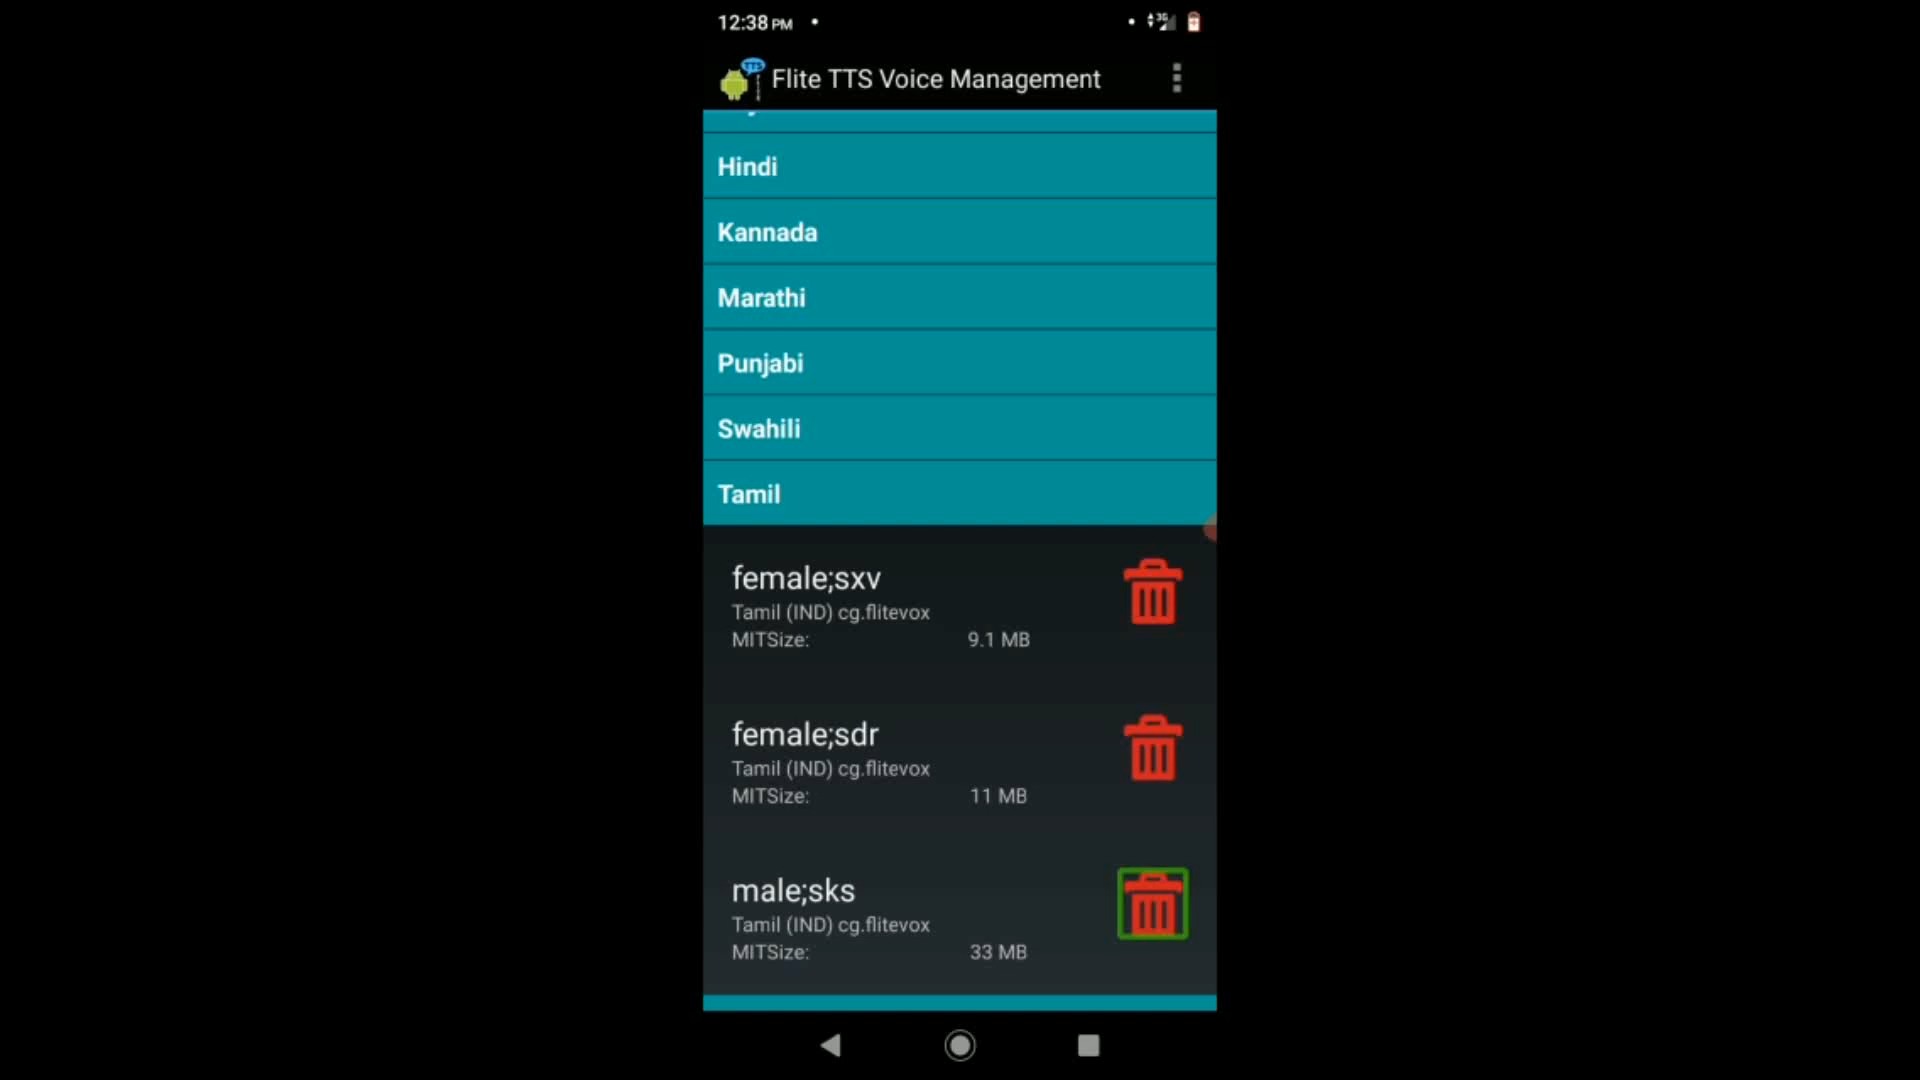 12:38 PM
3G
TTS
Flite TTS Voice Management
Hindi
Kannada
Marathi
Punjabi
Swahili
Tamil
female;sxv
Tamil (IND) cg.flitevox
MITSize: 9.1 MB
female;sdr
Tamil (IND) cg.flitevox
MITSize: 11 MB
male;sks
Tamil (IND) cg.flitevox
MITSize: 33 MB